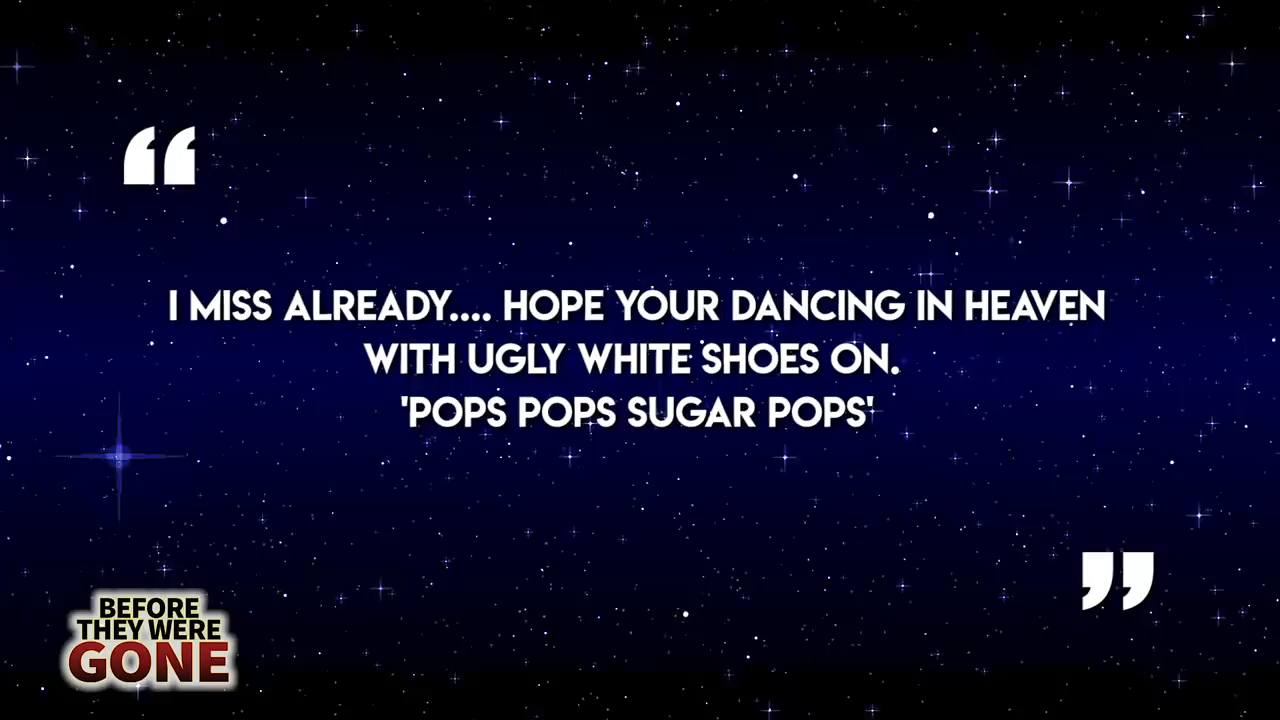 “
I MISS ALREADY.... HOPE YOUR DANCING IN HEAVEN
WITH UGLY WHITE SHOES ON.
'POPS POPS SUGAR POPS'
”
BEFORE
THEY WERE
GONE